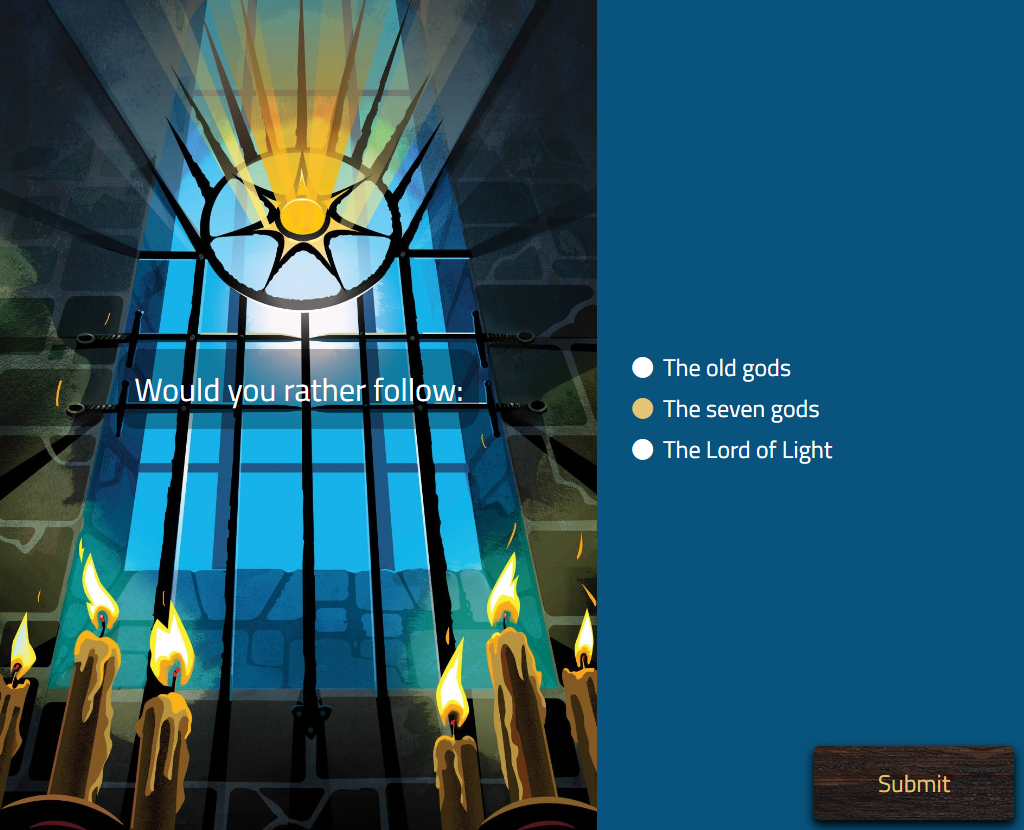 Would you rather follow:
The old gods
The seven gods
The Lord of Light
Submit